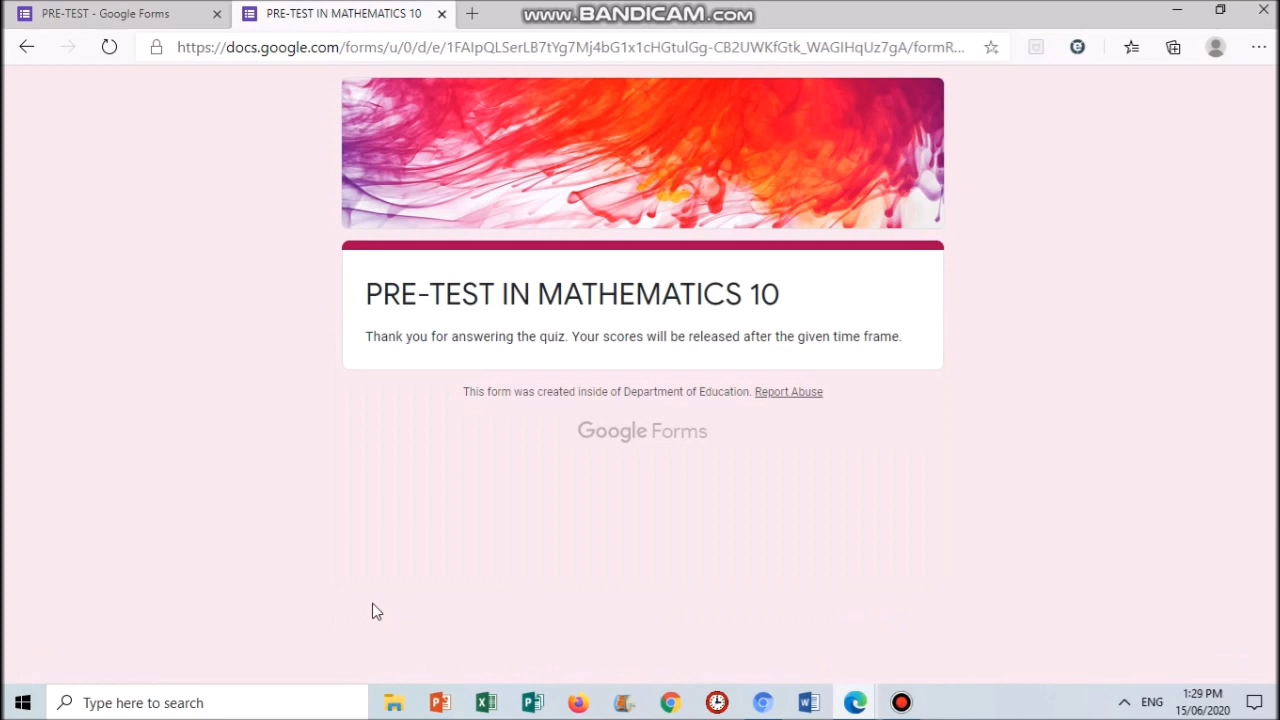 PRE-TEST - Google Forms
PRE-TEST IN MATHEMATICS 10
www.BANDICAM.com
https://docs.google.com/forms/u/0/d/e/1FAIpQLSerLB7tYg7Mj4bG1x1cHGtulGg-CB2UWKfGtk_WAGIHqUz7gA/formR...
PRE-TEST IN MATHEMATICS 10
Thank you for answering the quiz. Your scores will be released after the given time frame.
This form was created inside of Department of Education. Report Abuse
Google Forms
Type here to search
ENG
1:29 PM
15/06/2020